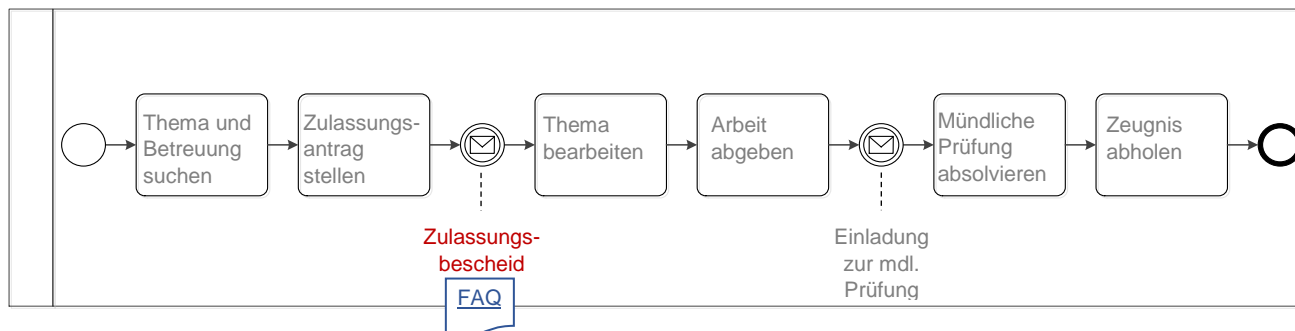 Thema und
Betreuung
suchen
Zulassungs-
antrag
stellen
Thema
bearbeiten
Arbeit
abgeben
Mündliche
Prüfung
absolvieren
Zeugnis
abholen
Zulassungs-
bescheid
FAQ
Einladung
zur mdl.
Prüfung